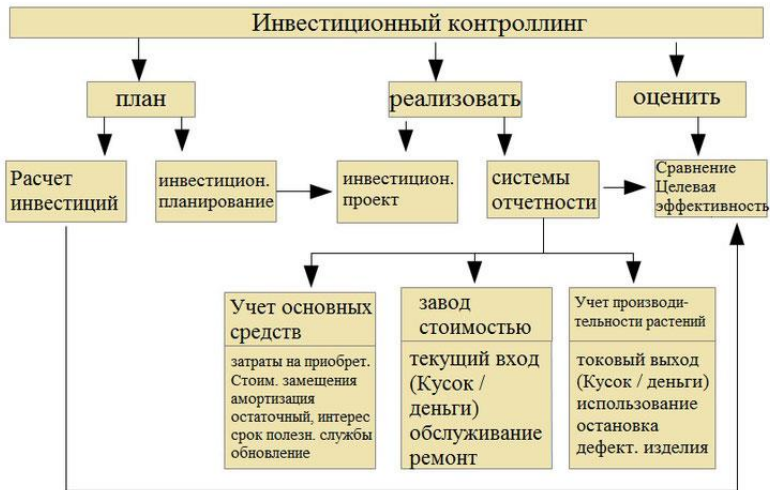 Инвестиционный контроллинг
план
реализовать
оценить
Расчет
инвестиций
инвестицион.
планирование
инвестицион.
проект
системы
отчетности
Сравнение
Целевая
эффективность
Учет основных
средств
затраты на приобрет.
Стоим. замещения
амортизация
остаточный, интерес
срок полезн. службы
обновление
завод
стоимостью
текущий вход
(Кусок /
деньги)
обслуживание
ремонт
Учет производи-
тельности растений
токовый выход
(Кусок / деньги)
использование
остановка
дефект. изделия